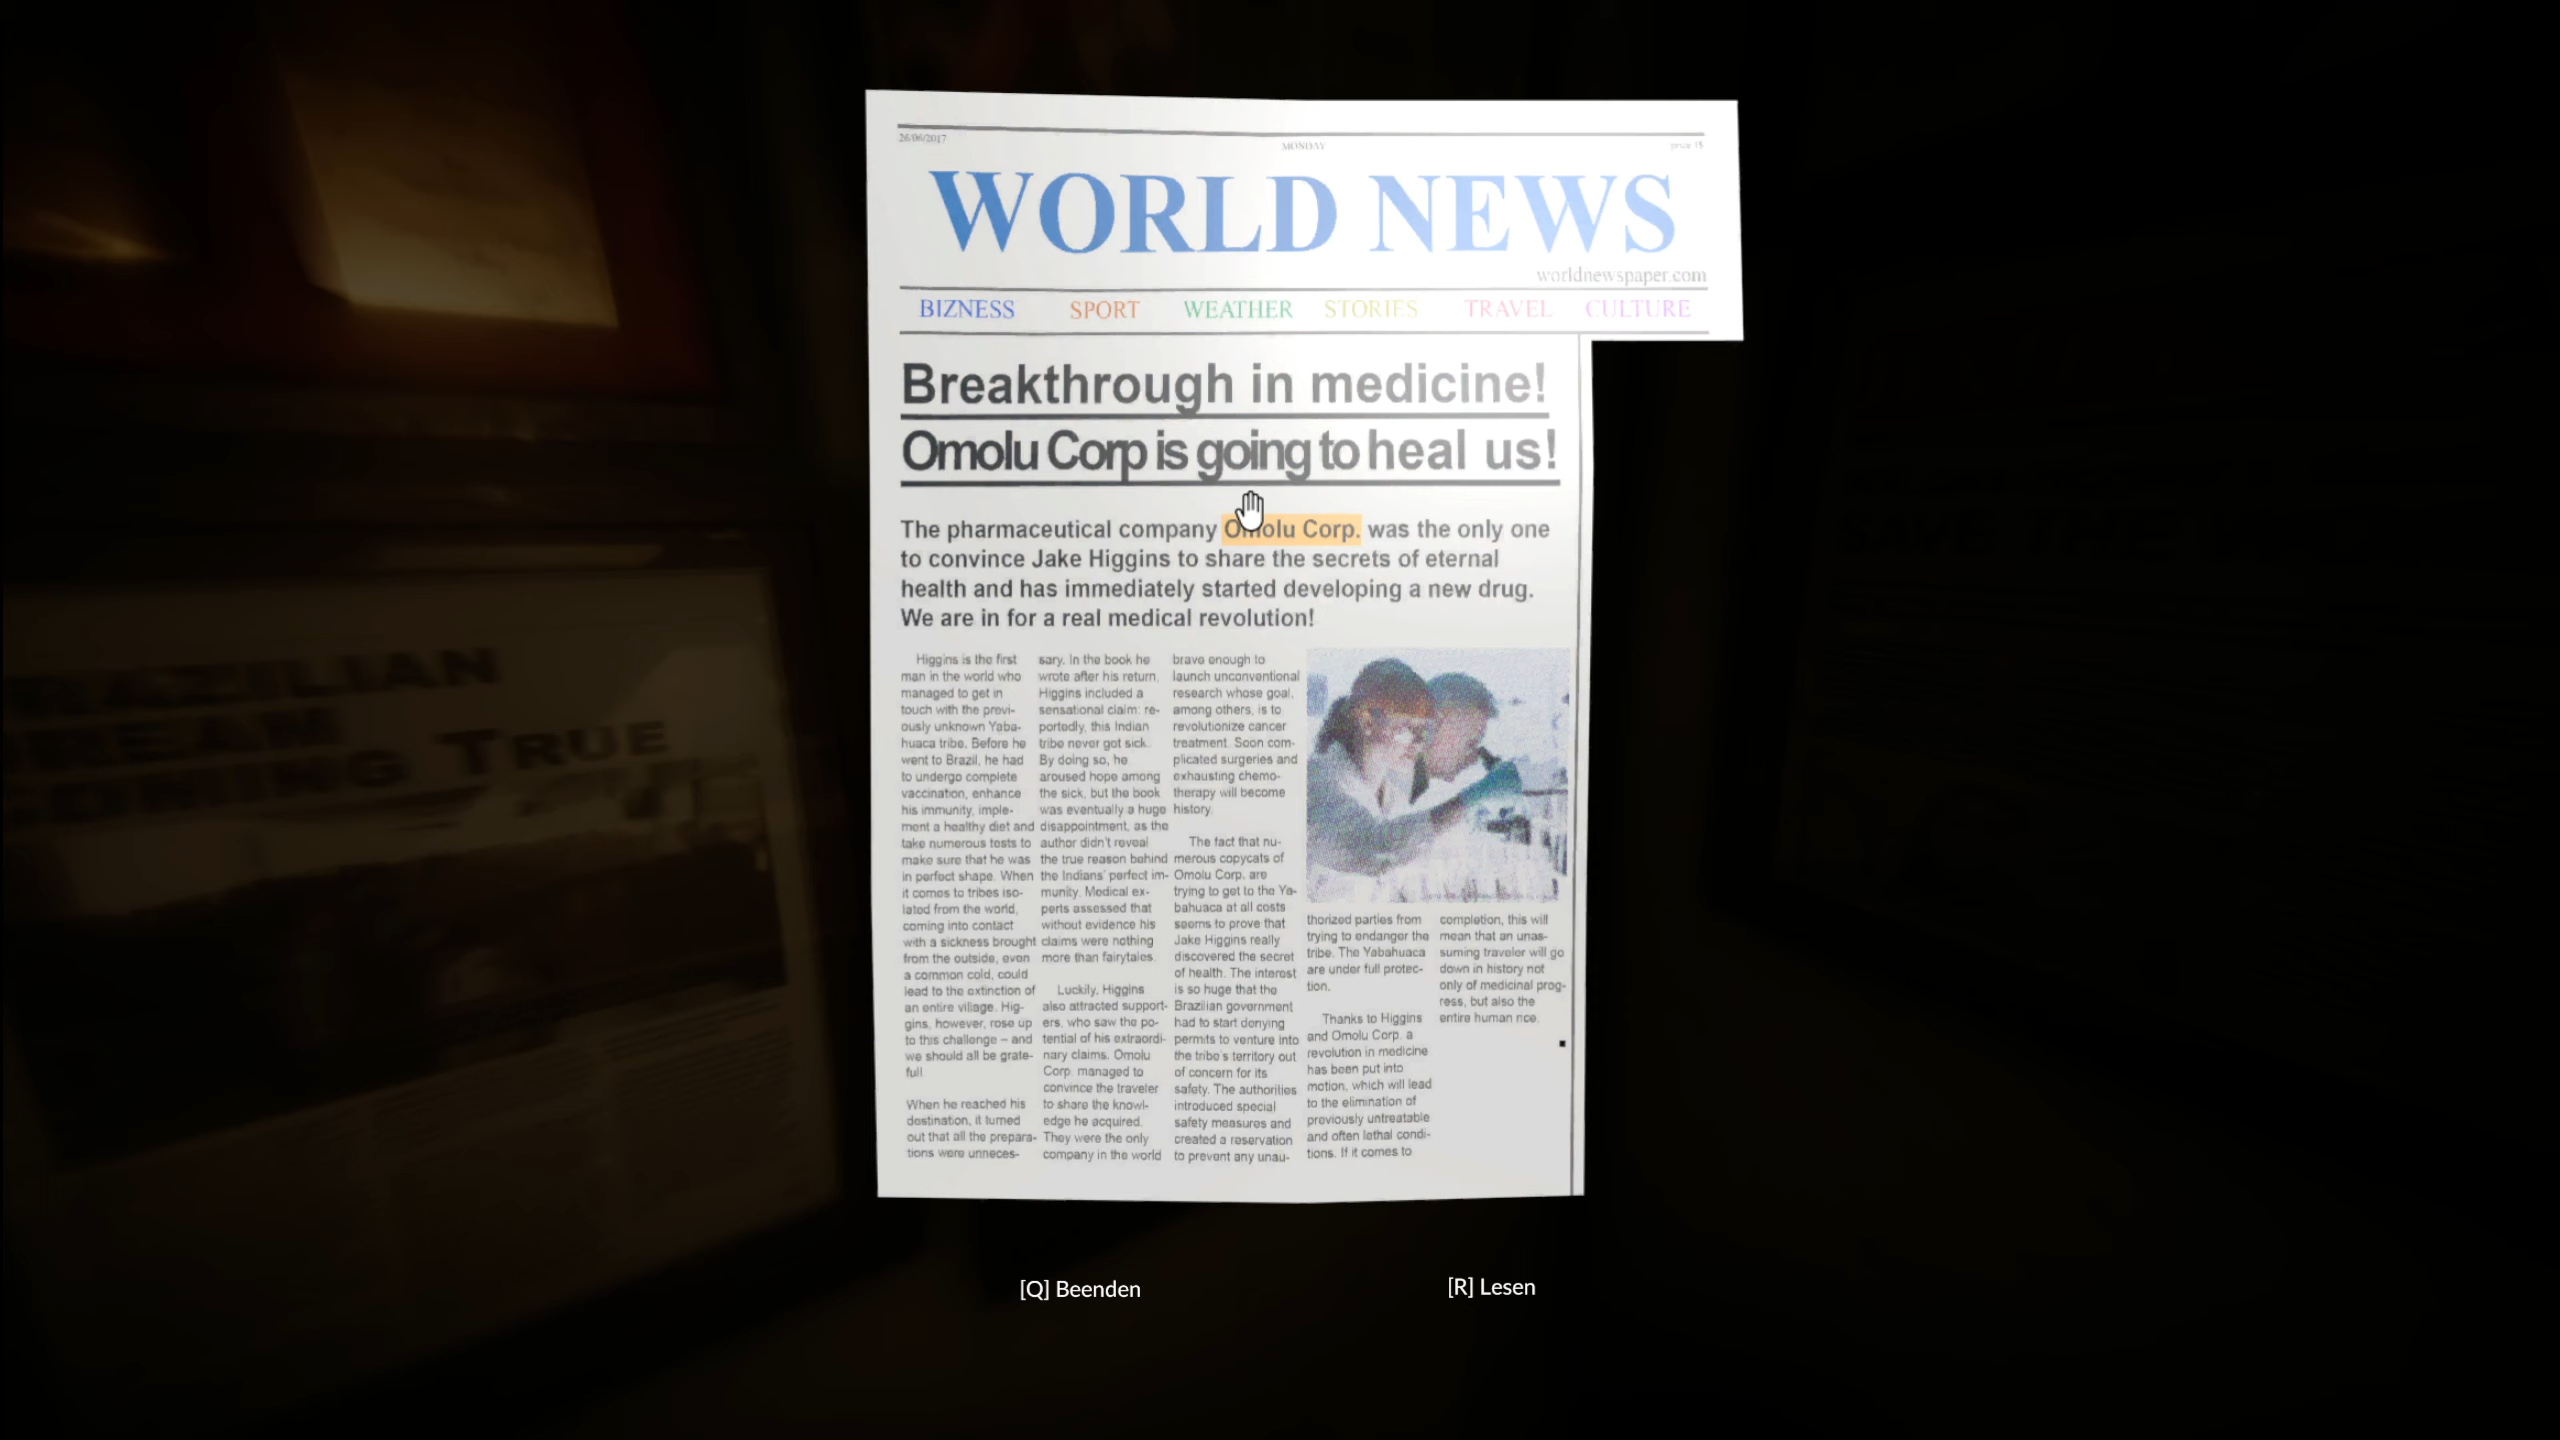 26/06/2017
MONDAY
WORLD NEWS
worldnewspaper.com
BIZNESS SPORT WEATHER STORIES TRAVEL CULTURE
Breakthrough in medicine!
Omolu Corp is going to heal us!
The pharmaceutical company Omolu Corp. was the only one
to convince Jake Higgins to share the secrets of eternal
health and has immediately started developing a new drug.
We are in for a real medical revolution!
Higgins is the first
man in the world who
managed to get in
touch with the previ-
ously unknown Yaba-
huaca tribe. Before he
went to Brazil, he had
to undergo complete
vaccination, enhance
his immunity, imple-
ment a healthy diet and
take numerous tests to
make sure that he was
in perfect shape. When
it comes to tribes iso-
lated from the world,
coming into contact
with a sickness brought
from the outside, even
a common cold, could
lead to the extinction of
an entire village. Hig-
gins, however, rose up
to this challenge – and
we should all be grate-
full
When he reached his
destination, it turned
out that all the prepara-
tions were unneces-
sary. In the book he
wrote after his return,
Higgins included a
sensational claim: re-
portedly, this Indian
tribe never got sick.
By doing so, he
aroused hope among
the sick, but the book
was eventually a huge
disappointment, as the
author didn't reveal
the true reason behind
the Indians' perfect im-
munity. Medical ex-
perts assessed that
without evidence his
claims were nothing
more than fairytales.
Luckily, Higgins
also attracted support-
ers, who saw the po-
tential of his extraordi-
nary claims. Omolu
Corp. managed to
convince the traveler
to share the knowl-
edge he acquired.
They were the only
company in the world
brave enough to
launch unconventional
research whose goal,
among others, is to
revolutionize cancer
treatment. Soon com-
plicated surgeries and
exhausting chemo-
therapy will become
history.
The fact that nu-
merous copycats of
Omolu Corp. are
trying to get to the Ya-
bahuaca at all costs
seems to prove that
Jake Higgins really
discovered the secret
of health. The interest
is so huge that the
Brazilian government
had to start denying
permits to venture into
the tribe's territory out
of concern for its
safety. The authorities
introduced special
safety measures and
created a reservation
to prevent any unau-
thorized parties from
trying to endanger the
tribe. The Yabahuaca
are under full protec-
tion.
Thanks to Higgins
and Omolu Corp. a
revolution in medicine
has been put into
motion, which will lead
to the elimination of
previously untreatable
and often lethal condi-
tions. If it comes to
completion, this will
mean that an unas-
suming traveler will go
down in history not
only of medicinal prog-
ress, but also the
entire human rice.
COMING TRUE
[Q] Beenden
[R] Lesen